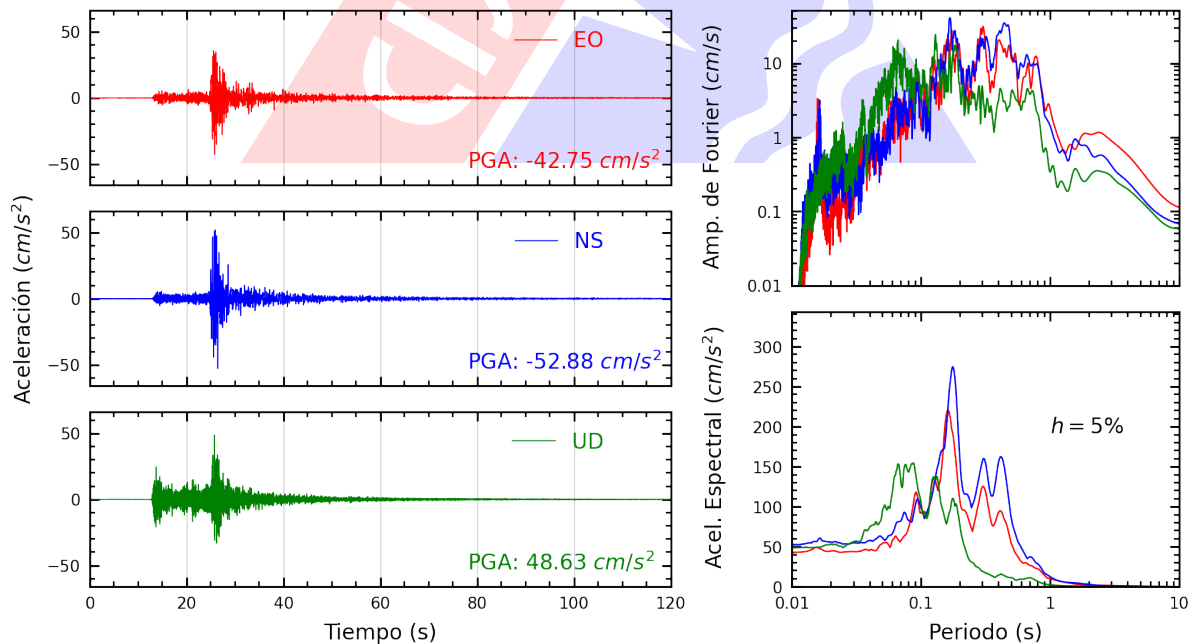 Aceleración (cm/s²)
50
0
−50
EO
PGA: -42.75 cm/s²
50
0
−50
NS
PGA: -52.88 cm/s²
50
0
−50
UD
PGA: 48.63 cm/s²
0 20 40 60 80 100 120
Tiempo (s)
Amp. de Fourier (cm/s)
10
1
0.1
0.01
Acel. Espectral (cm/s²)
350
300
250
200
150
100
50
0
h = 5%
0.01 0.1 1 10
Periodo (s)